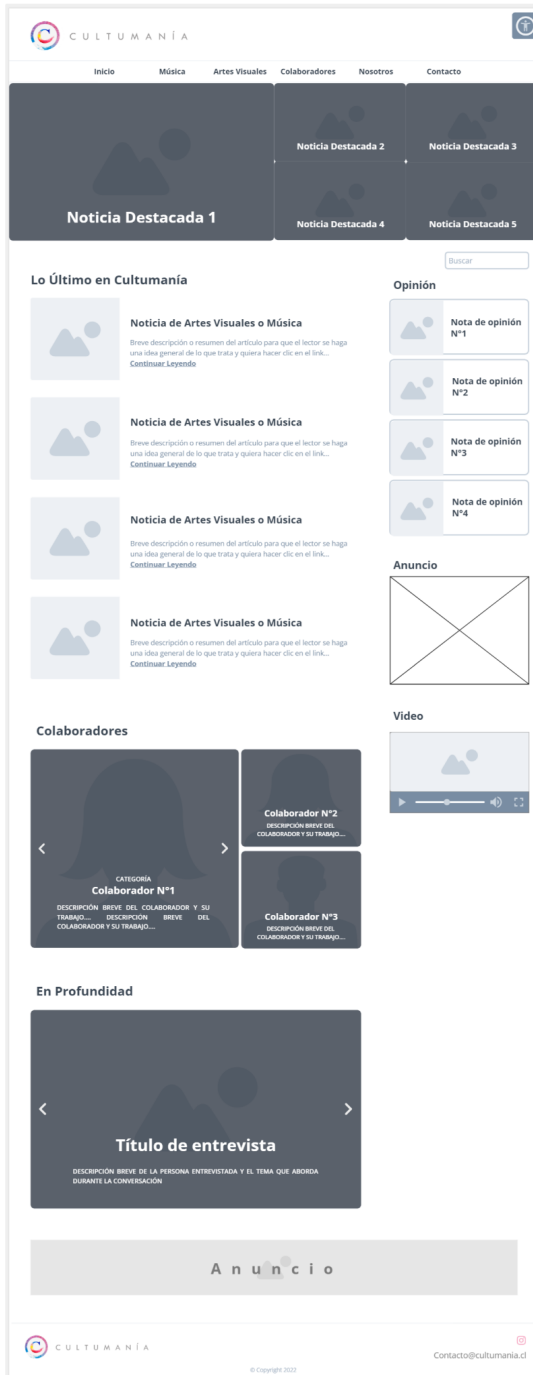 CULTUMANÍA
Inicio Música Artes Visuales Colaboradores Nosotros Contacto
Noticia Destacada 1
Noticia Destacada 2
Noticia Destacada 3
Noticia Destacada 4
Noticia Destacada 5
Buscar
Lo Último en Cultumanía
Noticia de Artes Visuales o Música
Breve descripción o resumen del artículo para que el lector se haga
una idea general de lo que trata y quiera hacer clic en el link...
Continuar Leyendo
Noticia de Artes Visuales o Música
Breve descripción o resumen del artículo para que el lector se haga
una idea general de lo que trata y quiera hacer clic en el link...
Continuar Leyendo
Noticia de Artes Visuales o Música
Breve descripción o resumen del artículo para que el lector se haga
una idea general de lo que trata y quiera hacer clic en el link...
Continuar Leyendo
Noticia de Artes Visuales o Música
Breve descripción o resumen del artículo para que el lector se haga
una idea general de lo que trata y quiera hacer clic en el link...
Continuar Leyendo
Opinión
Nota de opinión
N°1
Nota de opinión
N°2
Nota de opinión
N°3
Nota de opinión
N°4
Anuncio
Video
Colaboradores
CATEGORÍA
Colaborador N°1
DESCRIPCIÓN BREVE DEL COLABORADOR Y SU
TRABAJO.... DESCRIPCIÓN BREVE DEL
COLABORADOR Y SU TRABAJO....
Colaborador N°2
DESCRIPCIÓN BREVE DEL
COLABORADOR Y SU TRABAJO....
Colaborador N°3
DESCRIPCIÓN BREVE DEL
COLABORADOR Y SU TRABAJO....
En Profundidad
Título de entrevista
DESCRIPCIÓN BREVE DE LA PERSONA ENTREVISTADA Y EL TEMA QUE ABORDA
DURANTE LA CONVERSACIÓN
Anuncio
CULTUMANÍA
Contacto@cultumania.cl
© Copyright 2022